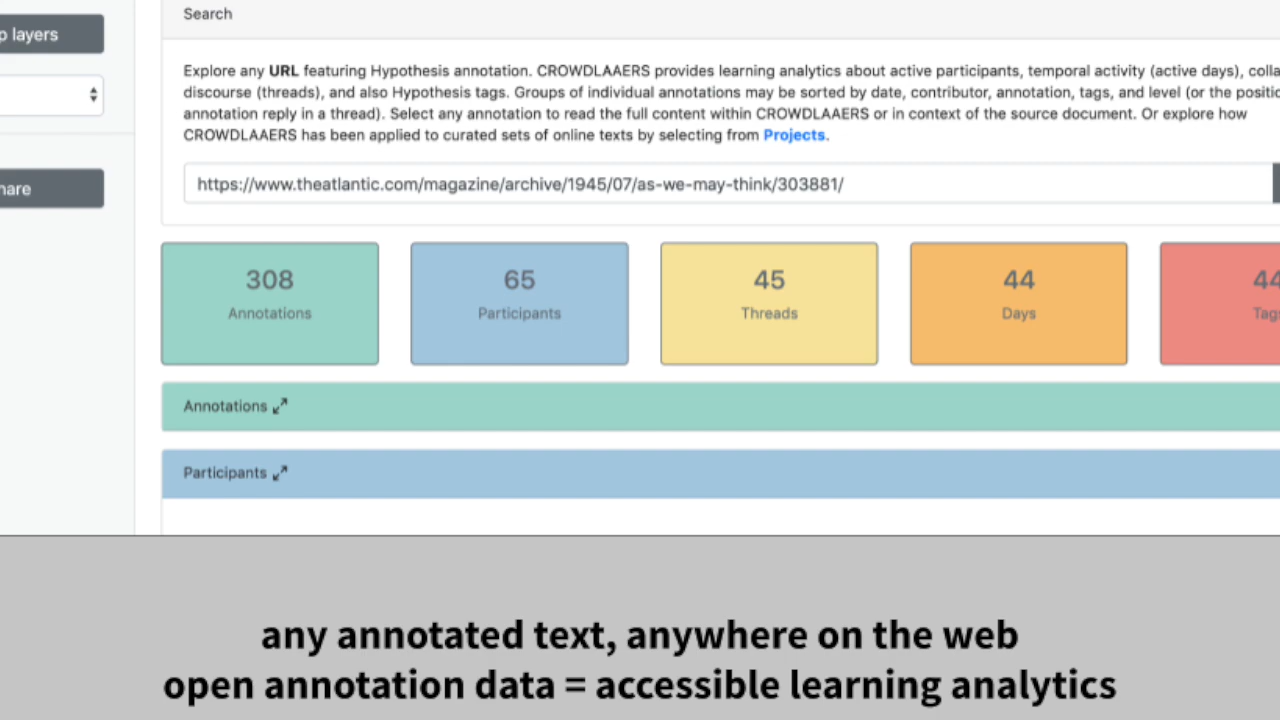 Search
p layers
Explore any URL featuring Hypothesis annotation. CROWDLAAERS provides learning analytics about active participants, temporal activity (active days), colla
discourse (threads), and also Hypothesis tags. Groups of individual annotations may be sorted by date, contributor, annotation, tags, and level (or the positio
annotation reply in a thread). Select any annotation to read the full content within CROWDLAAERS or in context of the source document. Or explore how
CROWDLAAERS has been applied to curated sets of online texts by selecting from Projects.
hare
https://www.theatlantic.com/magazine/archive/1945/07/as-we-may-think/303881/
308 65 45 44 44
Annotations Participants Threads Days Tags
Annotations
Participants
any annotated text, anywhere on the web
open annotation data = accessible learning analytics